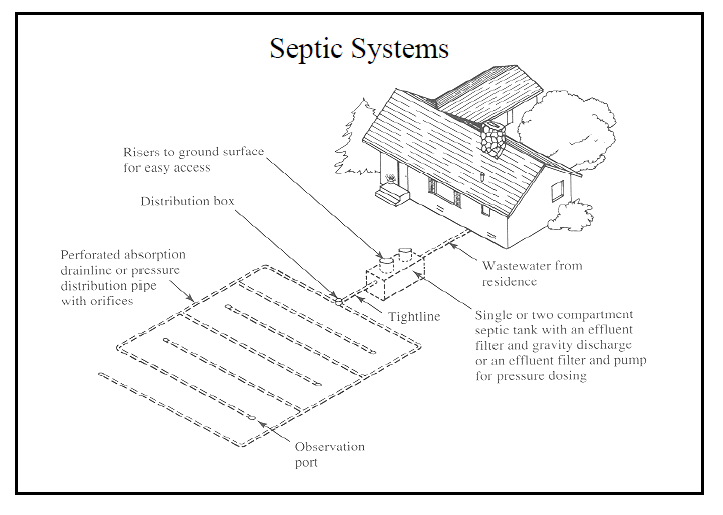 Septic Systems
Risers to ground surface
for easy access
Distribution box
Perforated absorption
drainline or pressure
distribution pipe
with orifices
Wastewater from
residence
Tightline
Single or two compartment
septic tank with an effluent
filter and gravity discharge
or an effluent filter and pump
for pressure dosing
Observation
port